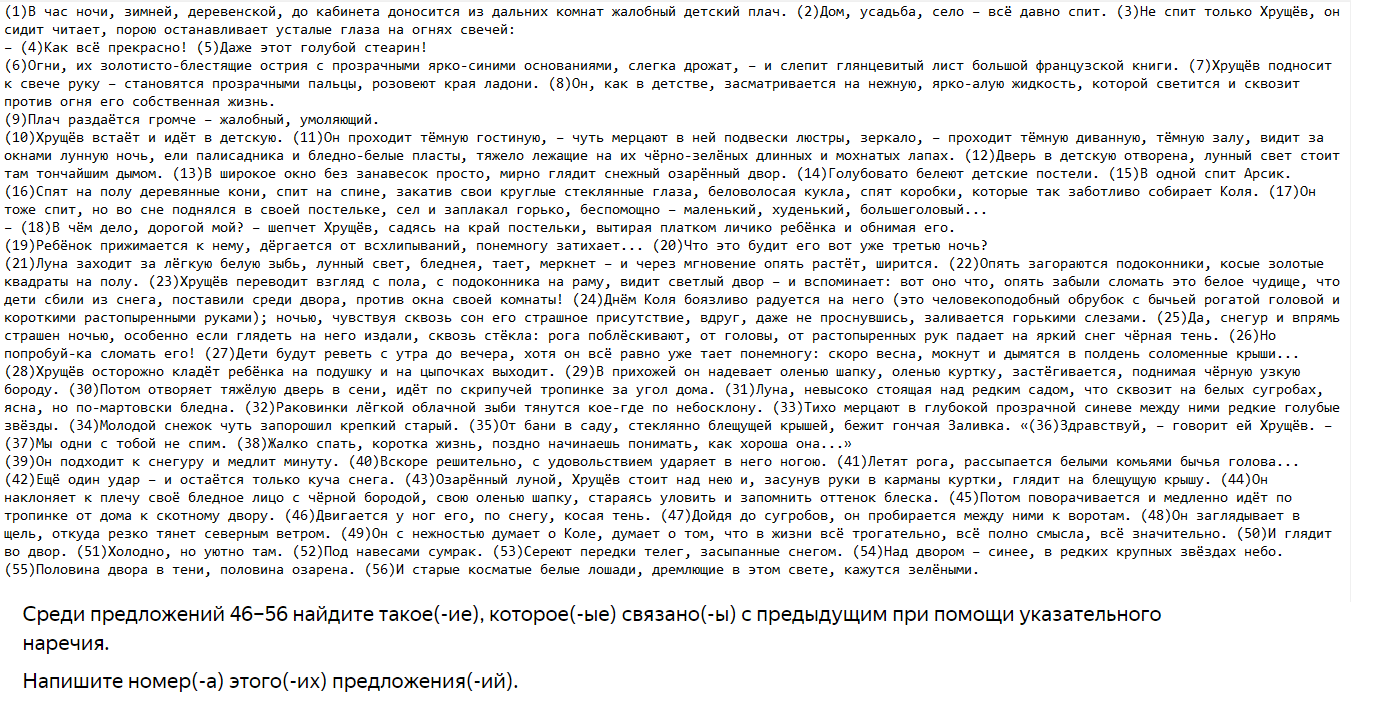 (1)В час ночи, зимней, деревенской, до кабинета доносится из дальних комнат жалобный детский плач. (2)Дом, усадьба, село – всё давно спит. (3)Не спит только Хрущёв, он
сидит читает, порою останавливает усталые глаза на огнях свечей:
– (4)Как всё прекрасно! (5)Даже этот голубой стеарин!
(6)Огни, их золотисто-блестящие острия с прозрачными ярко-синими основаниями, слегка дрожат, – и слепит глянцевитый лист большой французской книги. (7)Хрущёв подносит
к свече руку – становятся прозрачными пальцы, розовеют края ладони. (8)Он, как в детстве, засматривается на нежную, ярко-алую жидкость, которой светится и сквозит
против огня его собственная жизнь.
(9)Плач раздаётся громче – жалобный, умоляющий.
(10)Хрущёв встаёт и идёт в детскую. (11)Он проходит тёмную гостиную, – чуть мерцают в ней подвески люстры, зеркало, – проходит тёмную диванную, тёмную залу, видит за
окнами лунную ночь, ели палисадника и бледно-белые пласты, тяжело лежащие на их чёрно-зелёных длинных и мохнатых лапах. (12)Дверь в детскую отворена, лунный свет стоит
там тончайшим дымом. (13)В широкое окно без занавесок просто, мирно глядит снежный озарённый двор. (14)Голубовато белеют детские постели. (15)В одной спит Арсик.
(16)Спят на полу деревянные кони, спит на спине, закатив свои круглые стеклянные глаза, беловолосая кукла, спят коробки, которые так заботливо собирает Коля. (17)Он
тоже спит, но во сне поднялся в своей постельке, сел и заплакал горько, беспомощно – маленький, худенький, большеголовый...
– (18)В чём дело, дорогой мой? – шепчет Хрущёв, садясь на край постельки, вытирая платком личико ребёнка и обнимая его.
(19)Ребёнок прижимается к нему, дёргается от всхлипываний, понемногу затихает... (20)Что это будит его вот уже третью ночь?
(21)Луна заходит за лёгкую белую зыбь, лунный свет, бледнея, тает, меркнет – и через мгновение опять растёт, ширится. (22)Опять загораются подоконники, косые золотые
квадраты на полу. (23)Хрущёв переводит взгляд с пола, с подоконника на раму, видит светлый двор – и вспоминает: вот оно что, опять забыли сломать это белое чудище, что
дети сбили из снега, поставили среди двора, против окна своей комнаты! (24)Днём Коля боязливо радуется на него (это человекоподобный обрубок с бычьей рогатой головой и
короткими растопыренными руками); ночью, чувствуя сквозь сон его страшное присутствие, вдруг, даже не проснувшись, заливается горькими слезами. (25)Да, снегур и впрямь
страшен ночью, особенно если глядеть на него издали, сквозь стёкла: рога поблёскивают, от головы, от растопыренных рук падает на яркий снег чёрная тень. (26)Но
попробуй-ка сломать его! (27)Дети будут реветь с утра до вечера, хотя он всё равно уже тает понемногу: скоро весна, мокнут и дымятся в полдень соломенные крыши...
(28)Хрущёв осторожно кладёт ребёнка на подушку и на цыпочках выходит. (29)В прихожей он надевает оленью шапку, оленью куртку, застёгивается, поднимая чёрную узкую
бороду. (30)Потом отворяет тяжёлую дверь в сени, идёт по скрипучей тропинке за угол дома. (31)Луна, невысоко стоящая над редким садом, что сквозит на белых сугробах,
ясна, но по-мартовски бледна. (32)Раковинки лёгкой облачной зыби тянутся кое-где по небосклону. (33)Тихо мерцают в глубокой прозрачной синеве между ними редкие голубые
звёзды. (34)Молодой снежок чуть запорошил крепкий старый. (35)От бани в саду, стеклянно блещущей крышей, бежит гончая Заливка. «(36)Здравствуй, – говорит ей Хрущёв. –
(37)Мы одни с тобой не спим. (38)Жалко спать, коротка жизнь, поздно начинаешь понимать, как хороша она...»
(39)Он подходит к снегуру и медлит минуту. (40)Вскоре решительно, с удовольствием ударяет в него ногою. (41)Летят рога, рассыпается белыми комьями бычья голова...
(42)Ещё один удар – и остаётся только куча снега. (43)Озарённый луной, Хрущёв стоит над нею и, засунув руки в карманы куртки, глядит на блещущую крышу. (44)Он
наклоняет к плечу своё бледное лицо с чёрной бородой, свою оленью шапку, стараясь уловить и запомнить оттенок блеска. (45)Потом поворачивается и медленно идёт по
тропинке от дома к скотному двору. (46)Двигается у ног его, по снегу, косая тень. (47)Дойдя до сугробов, он пробирается между ними к воротам. (48)Он заглядывает в
щель, откуда резко тянет северным ветром. (49)Он с нежностью думает о Коле, думает о том, что в жизни всё трогательно, всё полно смысла, всё значительно. (50)И глядит
во двор. (51)Холодно, но уютно там. (52)Под навесами сумрак. (53)Сереют передки телег, засыпанные снегом. (54)Над двором – синее, в редких крупных звёздах небо.
(55)Половина двора в тени, половина озарена. (56)И старые косматые белые лошади, дремлющие в этом свете, кажутся зелёными.
Среди предложений 46–56 найдите такое(-ие), которое(-ые) связано(-ы) с предыдущим при помощи указательного
наречия.
Напишите номер(-а) этого(-их) предложения(-ий).